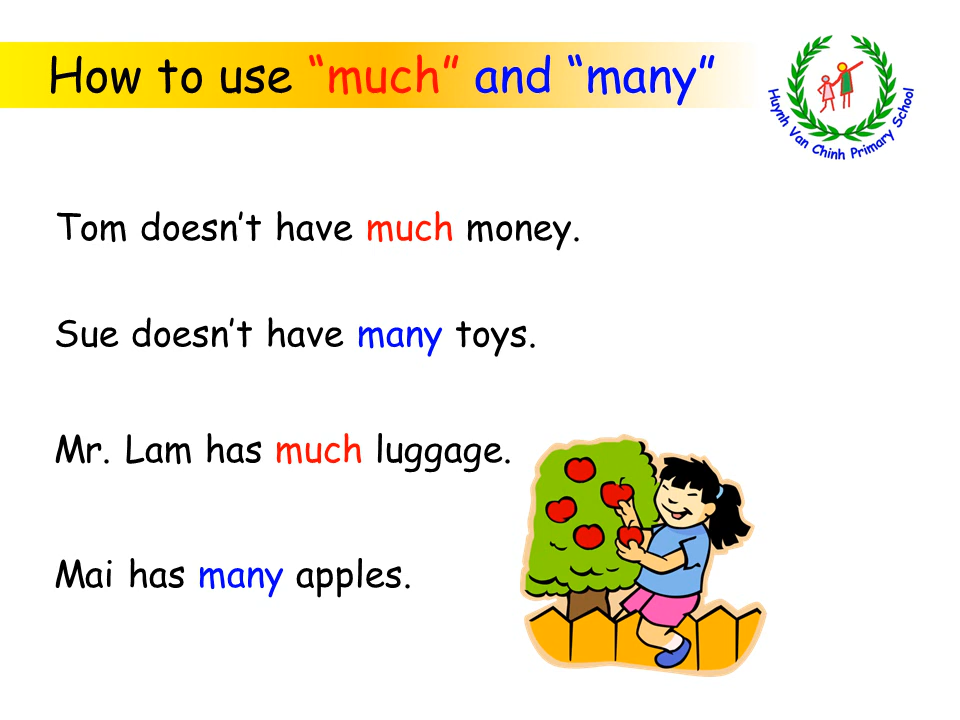 How to use “much” and “many”
Huynh Van Chinh Primary School
Tom doesn’t have much money.
Sue doesn’t have many toys.
Mr. Lam has much luggage.
Mai has many apples.